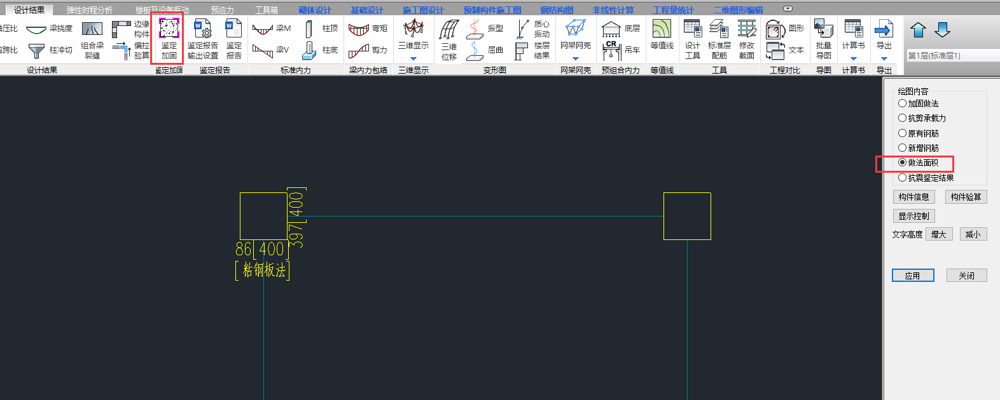 设计结果 弹性时程分析 楼板及设备振动 预应力 工具箱 砌体设计 基础设计 施工图设计 预制构件施工图 钢结构图 非线性计算 工程量统计 二维图形编辑
轴压比 梁挠度 边缘 梁M 柱顶 弯矩 振型 质心 底层 图形
构件 振动
组合梁 鉴定 鉴定报告 鉴定 三维显示 三维 网架网壳 等值线 设计 标准层 修改 批量 计算书 导出
裂缝 加固 输出设置 报告 位移 工具 配筋 截面 导图
剪跨比 柱冲切 偏拉 梁V 柱底 剪力 屈曲 楼层 CR 吊车 文本
验算 结果
第1层(标准层1)
设计结果 鉴定加固 鉴定报告 标准内力 梁内力包络 三维显示 变形图 网架网壳 预组合内力 等值线 工具 工程对比 导图 计算书 导出
绘图内容
加固做法
抗剪承载力
原有钢筋
新增钢筋
做法面积
抗震鉴定结果
构件信息 构件验算
显示控制
文字高度 增大 减小
应用 关闭
397[400]
86[400]
[粘钢板法]